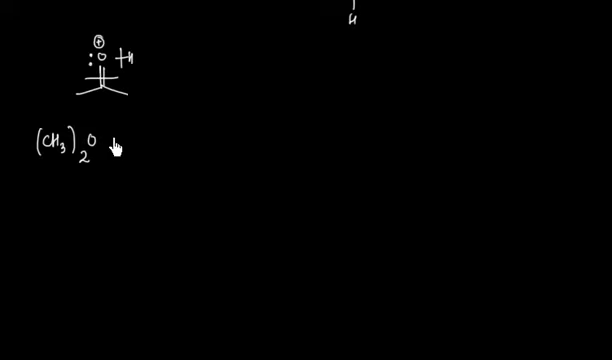 H
⊕
:O H
(CH₃)₂O